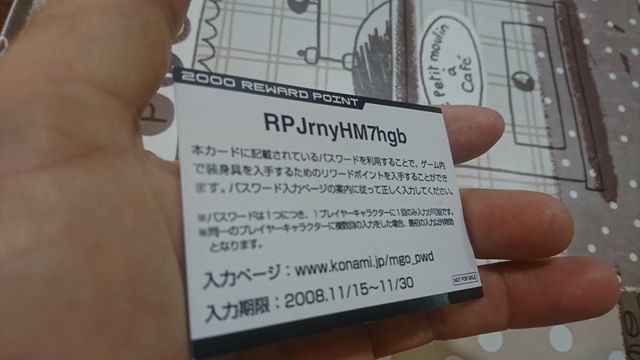 2000 REWARD POINT
RPJrnyHM7hgb
本カードに記載されているパスワードを利用することで、ゲーム内
で装身具を入手するためのリワードポイントを入手することができ
ます。パスワード入力ページの案内に従って正しく入力してください。
※パスワードは1つにつき、1プレイヤーキャラクターに1回のみ入力が可能です。
※同一のプレイヤーキャラクターに複数回の入力をした場合、最初の入力以外無効
となります。
入力ページ：www.konami.jp/mgo_pwd
入力期限：2008.11/15～11/30
NOT FOR SALE
Petit moulin
à
Café